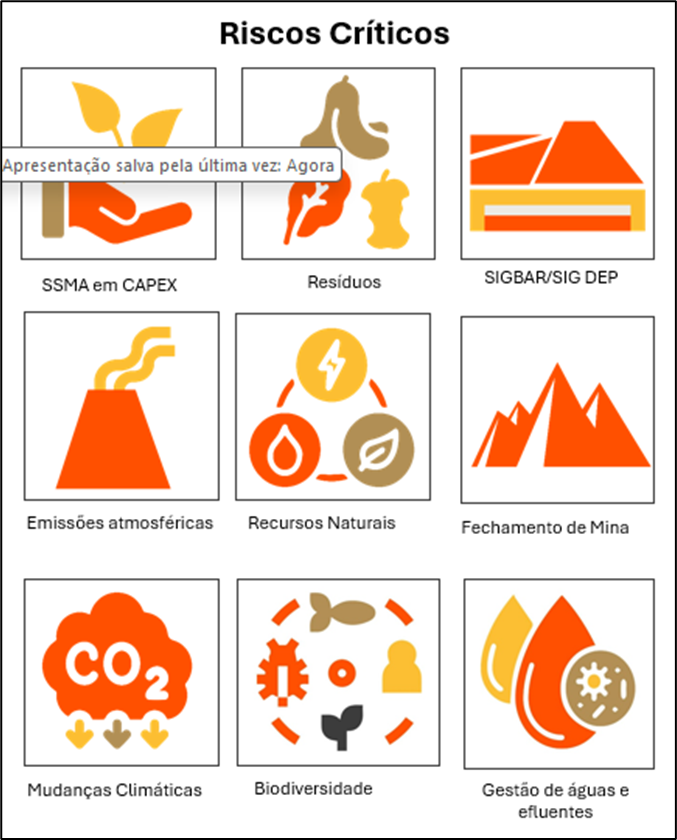 Riscos Críticos
Apresentação salva pela última vez: Agora
SSMA em CAPEX
Resíduos
SIGBAR/SIG DEP
Emissões atmosféricas
Recursos Naturais
Fechamento de Mina
CO2
Mudanças Climáticas
Biodiversidade
Gestão de águas e
efluentes